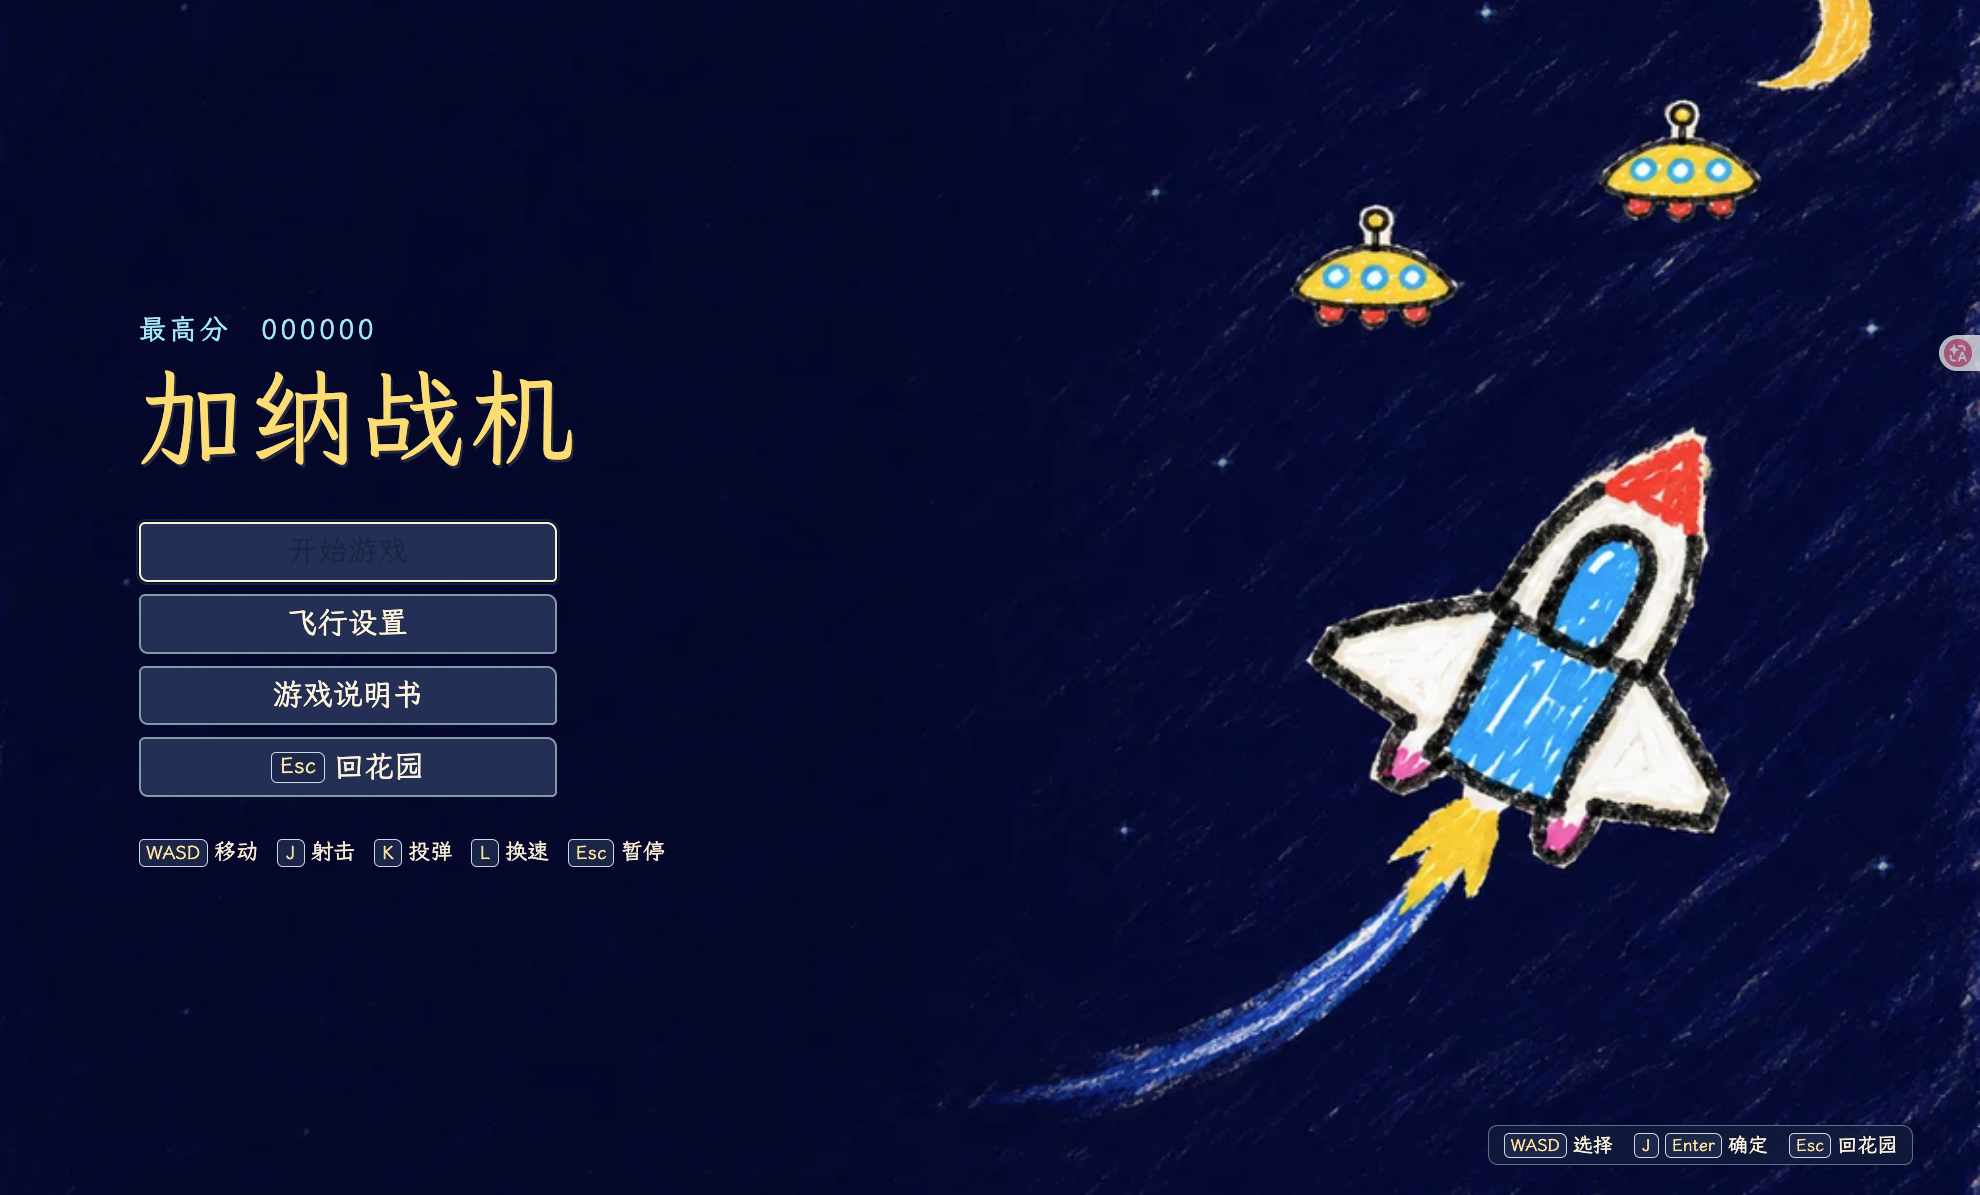 最高分 000000
加纳战机
开始游戏
飞行设置
游戏说明书
Esc 回花园
WASD 移动 J 射击 K 投弹 L 换速 Esc 暂停
WASD 选择 J Enter 确定 Esc 回花园